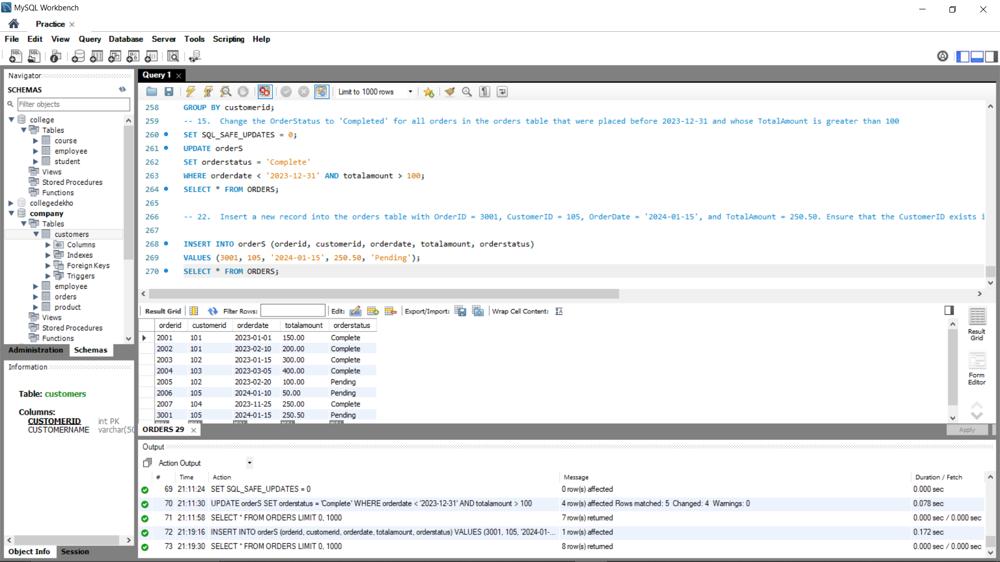 MySQL Workbench
Practice
File Edit View Query Database Server Tools Scripting Help
Navigator
SCHEMAS
Filter objects
college
Tables
course
employee
student
Views
Stored Procedures
Functions
collegedekho
company
Tables
customers
Columns
Indexes
Foreign Keys
Triggers
employee
orders
product
Views
Stored Procedures
Functions
Administration Schemas
Information
Table: customers
Columns:
CUSTOMERID int PK
CUSTOMERNAME varchar(50
Object Info Session
Query 1
Limit to 1000 rows
258 GROUP BY customerid;
259 -- 15. Change the OrderStatus to 'Completed' for all orders in the orders table that were placed before 2023-12-31 and whose TotalAmount is greater than 100
260 SET SQL_SAFE_UPDATES = 0;
261 UPDATE orderS
262 SET orderstatus = 'Complete'
263 WHERE orderdate < '2023-12-31' AND totalamount > 100;
264 SELECT * FROM ORDERS;
265
266 -- 22. Insert a new record into the orders table with OrderID = 3001, CustomerID = 105, OrderDate = '2024-01-15', and TotalAmount = 250.50. Ensure that the CustomerID exists i
267
268 INSERT INTO orderS (orderid, customerid, orderdate, totalamount, orderstatus)
269 VALUES (3001, 105, '2024-01-15', 250.50, 'Pending');
270 SELECT * FROM ORDERS;
Result Grid Filter Rows: Edit: Export/Import: Wrap Cell Content:
orderid customerid orderdate totalamount orderstatus
2001 101 2023-01-01 150.00 Complete
2002 101 2023-02-10 200.00 Complete
2003 102 2023-01-15 300.00 Complete
2004 103 2023-03-05 400.00 Complete
2005 102 2023-02-20 100.00 Pending
2006 105 2024-01-10 50.00 Pending
2007 104 2023-11-25 250.00 Complete
3001 105 2024-01-15 250.50 Pending
NULL NULL NULL NULL NULL
Result
Grid
Form
Editor
ORDERS 29
Apply
Output
Action Output
# Time Action Message Duration / Fetch
69 21:11:24 SET SQL_SAFE_UPDATES = 0 0 row(s) affected 0.000 sec
70 21:11:30 UPDATE orderS SET orderstatus = 'Complete' WHERE orderdate < '2023-12-31' AND totalamount > 100 4 row(s) affected Rows matched: 5 Changed: 4 Warnings: 0 0.078 sec
71 21:11:58 SELECT * FROM ORDERS LIMIT 0, 1000 7 row(s) returned 0.000 sec / 0.000 sec
72 21:19:16 INSERT INTO orderS (orderid, customerid, orderdate, totalamount, orderstatus) VALUES (3001, 105, '2024-01-... 1 row(s) affected 0.172 sec
73 21:19:30 SELECT * FROM ORDERS LIMIT 0, 1000 8 row(s) returned 0.000 sec / 0.000 sec